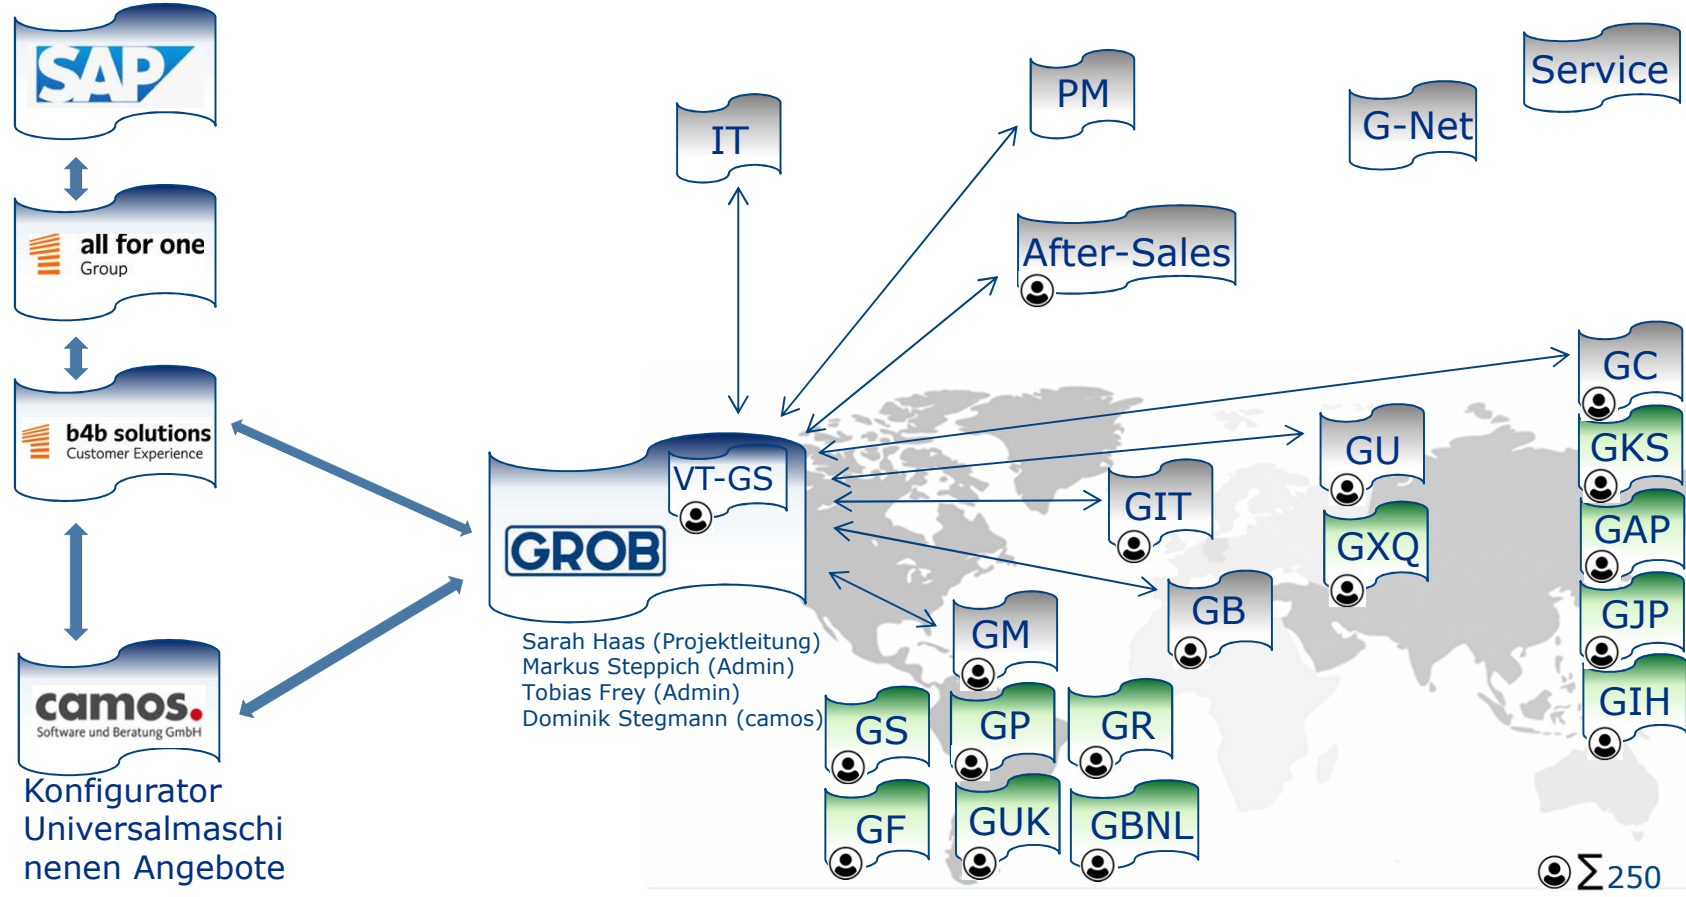 SAP
all for one
Group
b4b solutions
Customer Experience
camos.
Software und Beratung GmbH
Konfigurator
Universalmaschi
nenen Angebote
IT
PM
G-Net
Service
After-Sales
VT-GS
GROB
Sarah Haas (Projektleitung)
Markus Steppich (Admin)
Tobias Frey (Admin)
Dominik Stegmann (camos)
GC
GKS
GAP
GJP
GIH
GU
GXQ
GIT
GB
GM
GS
GP
GR
GF
GUK
GBNL
Σ 250